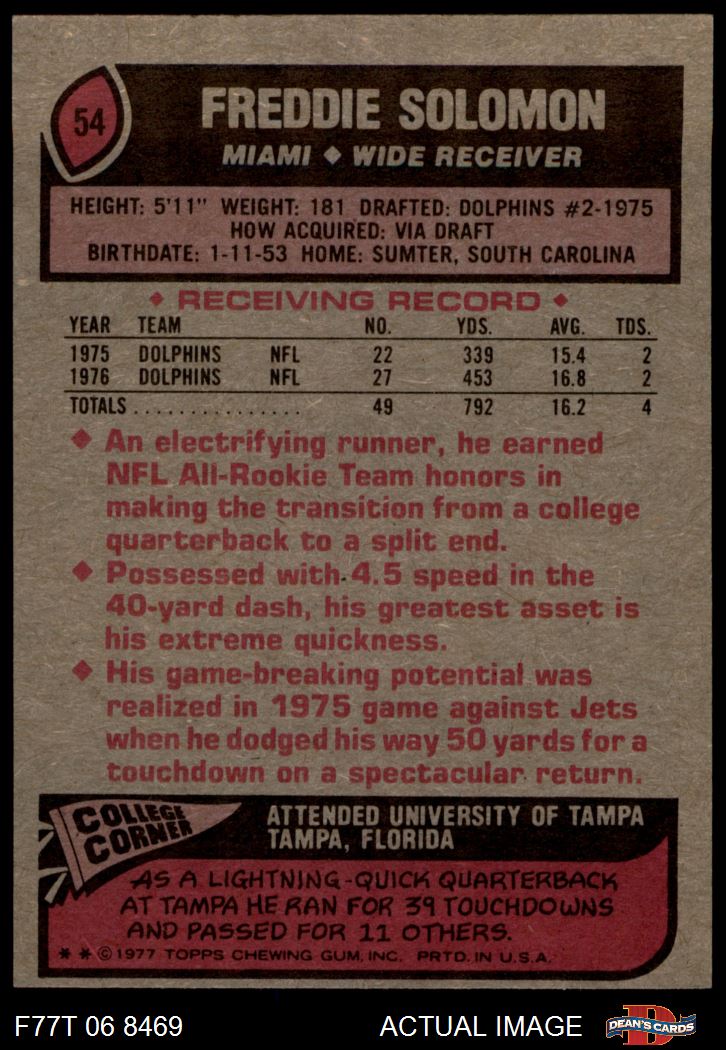 54
FREDDIE SOLOMON
MIAMI ◆ WIDE RECEIVER
HEIGHT: 5'11" WEIGHT: 181 DRAFTED: DOLPHINS #2-1975
HOW ACQUIRED: VIA DRAFT
BIRTHDATE: 1-11-53 HOME: SUMTER, SOUTH CAROLINA
◆ RECEIVING RECORD ◆
YEAR TEAM NO. YDS. AVG. TDS.
1975 DOLPHINS NFL 22 339 15.4 2
1976 DOLPHINS NFL 27 453 16.8 2
TOTALS . . . . . . . . . . . . . . . 49 792 16.2 4
◆ An electrifying runner, he earned
NFL All-Rookie Team honors in
making the transition from a college
quarterback to a split end.
◆ Possessed with 4.5 speed in the
40-yard dash, his greatest asset is
his extreme quickness.
◆ His game-breaking potential was
realized in 1975 game against Jets
when he dodged his way 50 yards for a
touchdown on a spectacular return.
COLLEGE
CORNER
ATTENDED UNIVERSITY OF TAMPA
TAMPA, FLORIDA
AS A LIGHTNING-QUICK QUARTERBACK
AT TAMPA HE RAN FOR 39 TOUCHDOWNS
AND PASSED FOR 11 OTHERS.
* * © 1977 TOPPS CHEWING GUM, INC. PRTD. IN U.S.A.
F77T 06 8469 ACTUAL IMAGE
D
DEAN'S CARDS